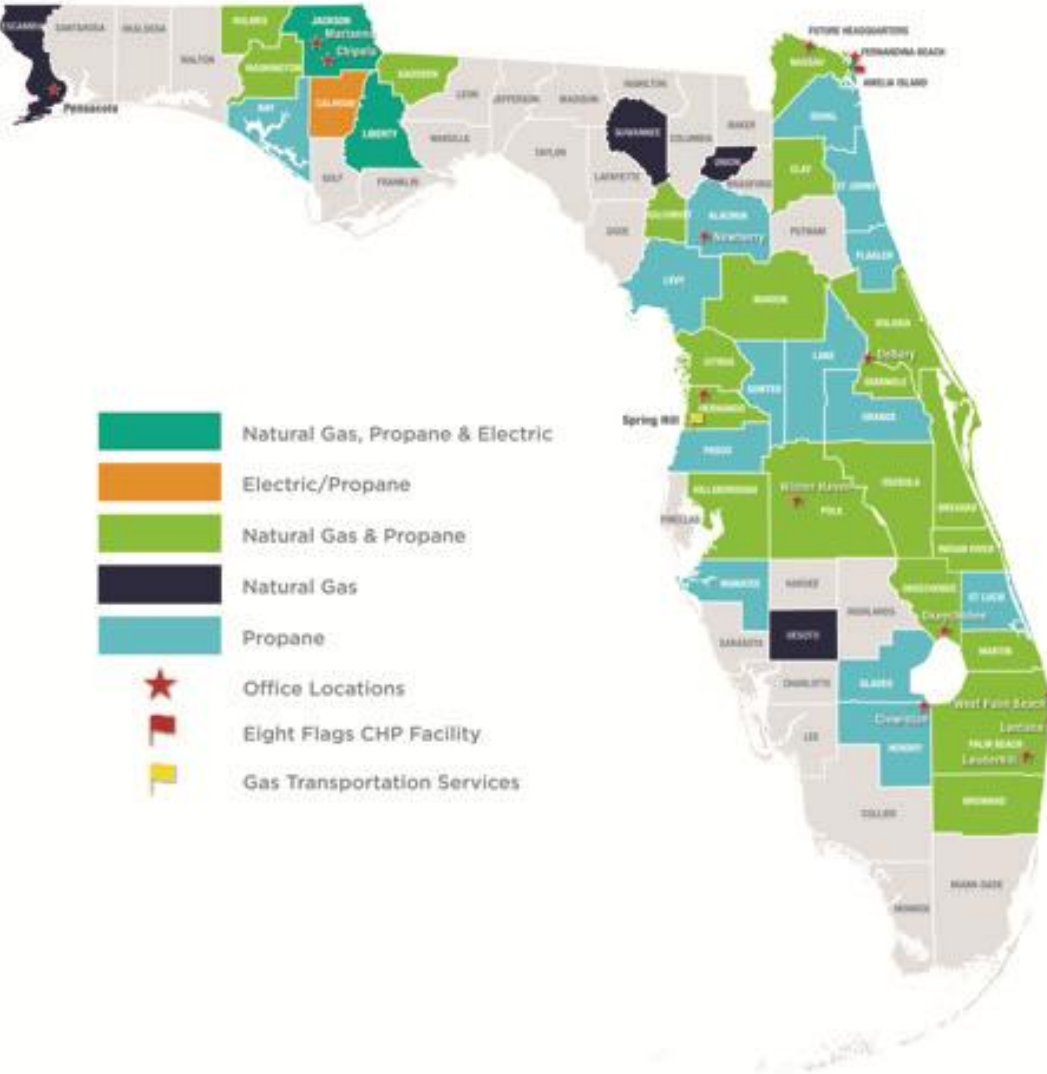 ESCAMBIA
SANTA ROSA
OKALOOSA
WALTON
HOLMES
WASHINGTON
JACKSON
Marianna
Chipola
BAY
CALHOUN
LIBERTY
GADSDEN
GULF
FRANKLIN
LEON
WAKULLA
JEFFERSON
MADISON
TAYLOR
HAMILTON
SUWANNEE
LAFAYETTE
DIXIE
COLUMBIA
BAKER
UNION
BRADFORD
GILCHRIST
ALACHUA
Newberry
Pensacola
FUTURE HEADQUARTERS
FERNANDINA BEACH
AMELIA ISLAND
NASSAU
DUVAL
CLAY
ST JOHNS
PUTNAM
FLAGLER
LEVY
MARION
VOLUSIA
DeBary
CITRUS
SUMTER
LAKE
SEMINOLE
HERNANDO
Spring Hill
ORANGE
PASCO
HILLSBOROUGH
PINELLAS
Winter Haven
POLK
OSCEOLA
BREVARD
INDIAN RIVER
MANATEE
HARDEE
HIGHLANDS
OKEECHOBEE
Okeechobee
ST LUCIE
SARASOTA
DESOTO
MARTIN
CHARLOTTE
GLADES
Clewiston
West Palm Beach
Lantana
LEE
HENDRY
PALM BEACH
Lauderhill
COLLIER
BROWARD
MONROE
MIAMI-DADE
Natural Gas, Propane & Electric
Electric/Propane
Natural Gas & Propane
Natural Gas
Propane
Office Locations
Eight Flags CHP Facility
Gas Transportation Services